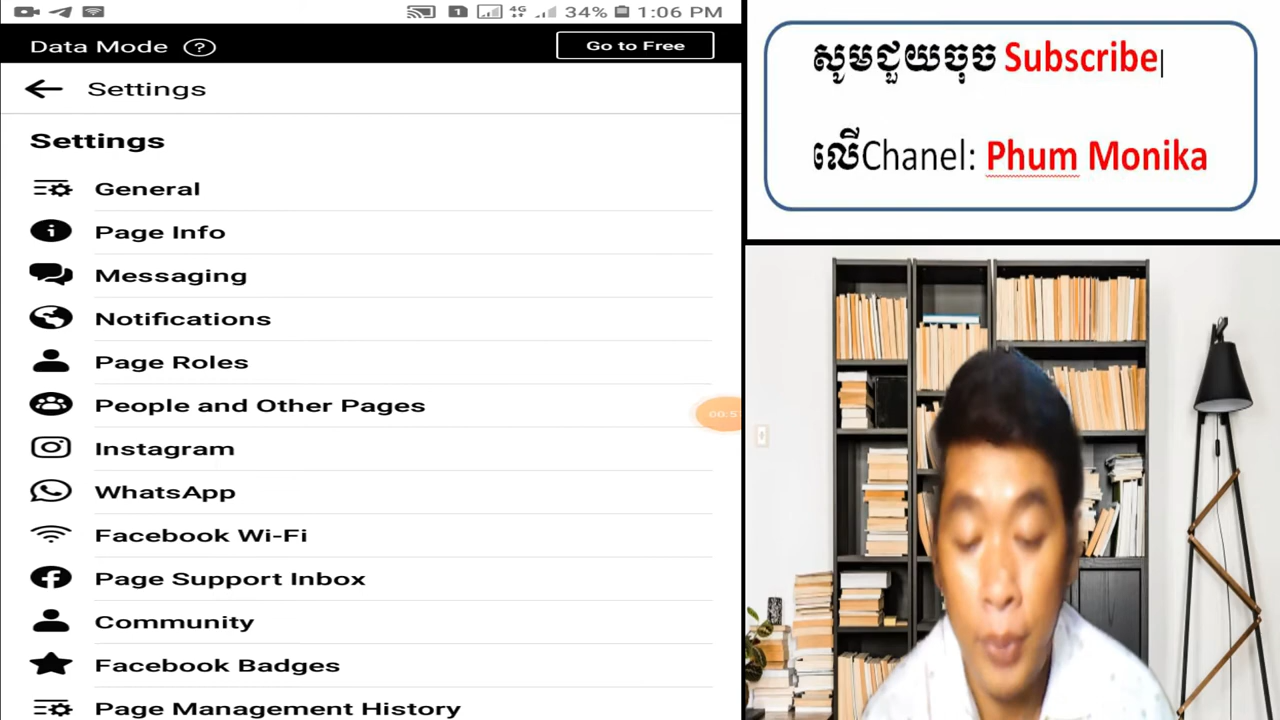 4G 34% 1:06 PM
Data Mode ? Go to Free
Settings
Settings
General
Page Info
Messaging
Notifications
Page Roles
People and Other Pages
Instagram
WhatsApp
Facebook Wi-Fi
Page Support Inbox
Community
Facebook Badges
Page Management History
សូមជួយចុច Subscribe
លើChanel: Phum Monika